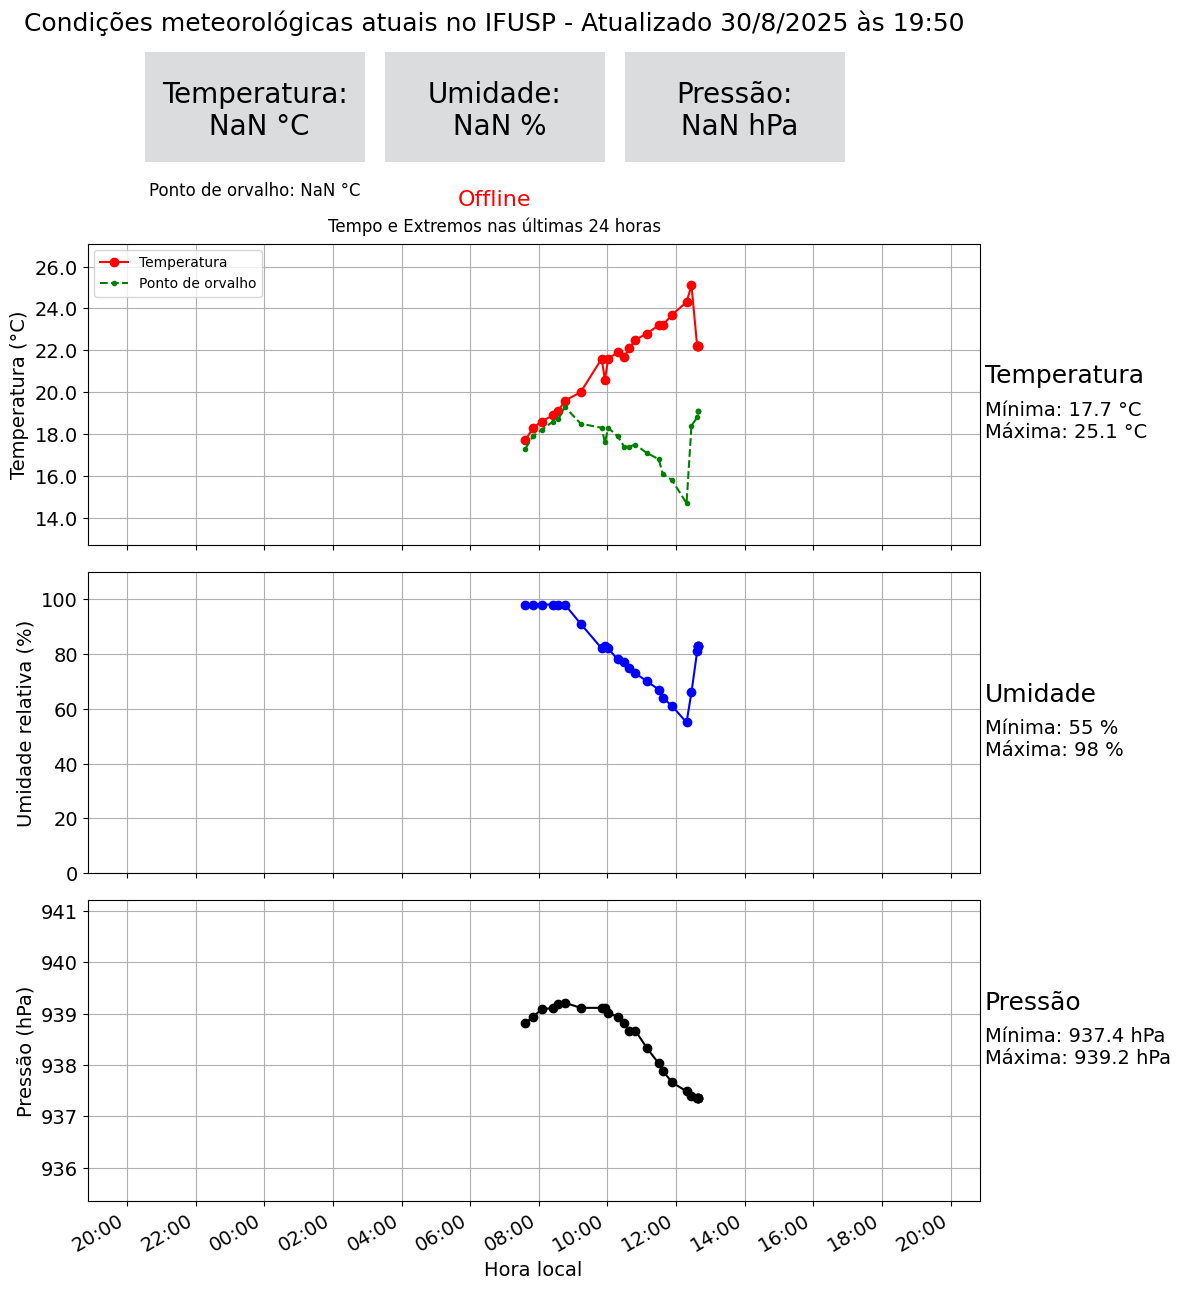 Condições meteorológicas atuais no IFUSP - Atualizado 30/8/2025 às 19:50
Temperatura:
NaN °C
Umidade:
NaN %
Pressão:
NaN hPa
Ponto de orvalho: NaN °C
Offline
Tempo e Extremos nas últimas 24 horas
Temperatura
Ponto de orvalho
Temperatura (°C)
26.0
24.0
22.0
20.0
18.0
16.0
14.0
Temperatura
Mínima: 17.7 °C
Máxima: 25.1 °C
Umidade relativa (%)
100
80
60
40
20
0
Umidade
Mínima: 55 %
Máxima: 98 %
Pressão (hPa)
941
940
939
938
937
936
Pressão
Mínima: 937.4 hPa
Máxima: 939.2 hPa
20:00 22:00 00:00 02:00 04:00 06:00 08:00 10:00 12:00 14:00 16:00 18:00 20:00
Hora local